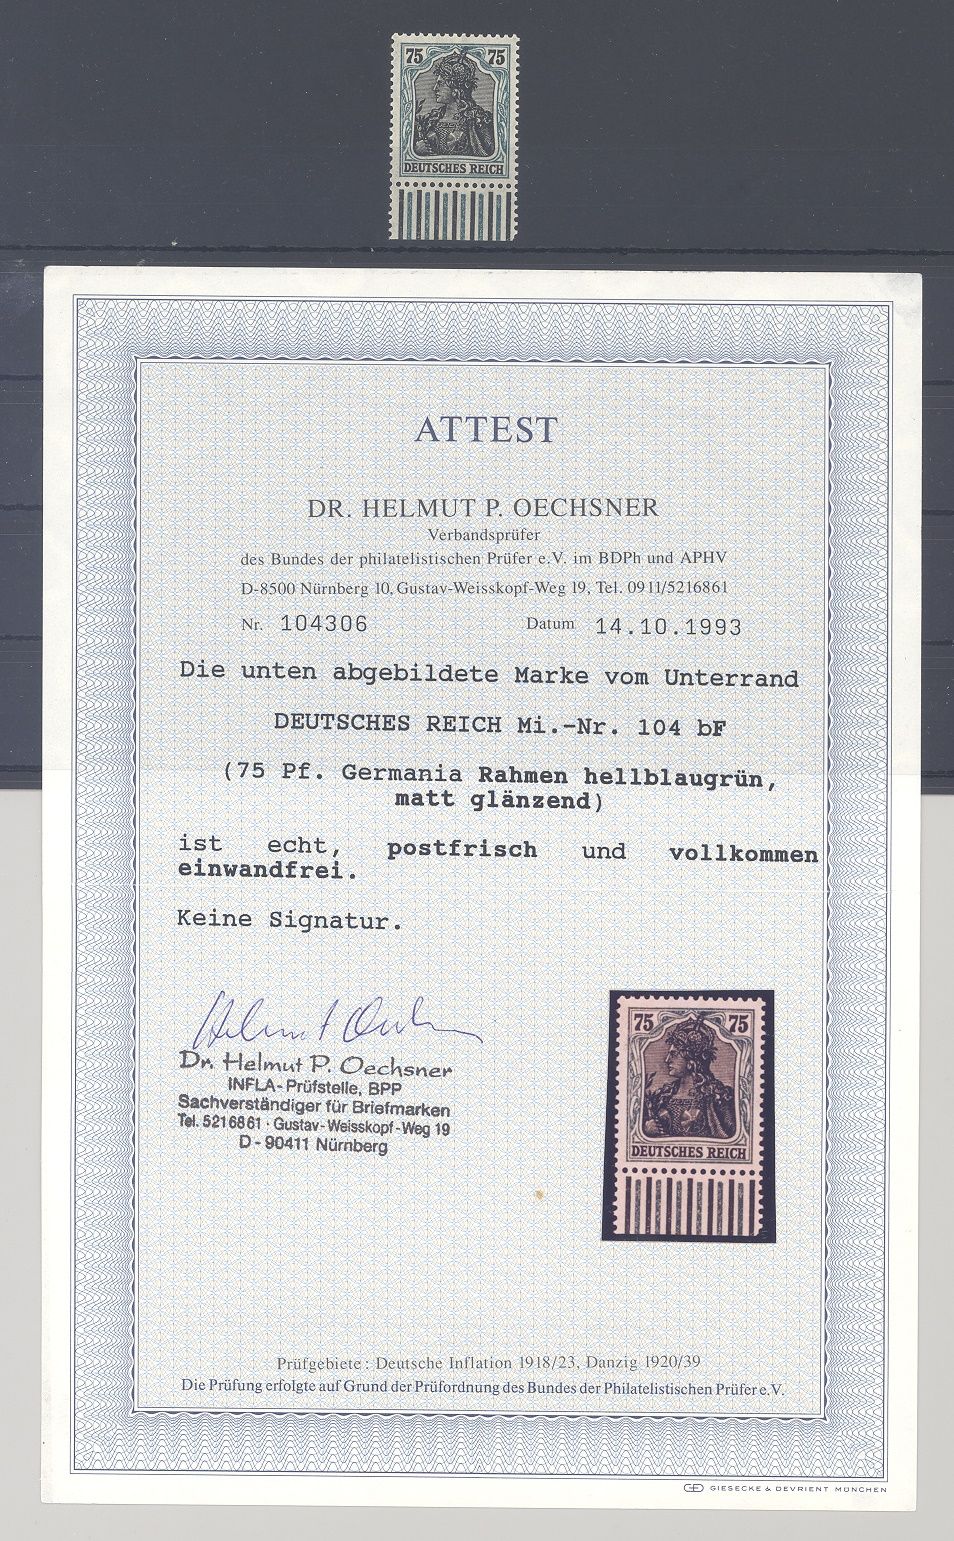 75 75
DEUTSCHES REICH
ATTEST
DR. HELMUT P. OECHSNER
Verbandsprüfer
des Bundes der philatelistischen Prüfer e.V. im BDPh und APHV
D-8500 Nürnberg 10, Gustav-Weisskopf-Weg 19, Tel. 0911/5216861
Nr. 104306 Datum 14.10.1993
Die unten abgebildete Marke vom Unterrand
DEUTSCHES REICH Mi.-Nr. 104 bF
(75 Pf. Germania Rahmen hellblaugrün,
matt glänzend)
ist echt, postfrisch und vollkommen
einwandfrei.
Keine Signatur.
Helmut Oechsner
Dr. Helmut P. Oechsner
INFLA-Prüfstelle, BPP
Sachverständiger für Briefmarken
Tel. 5216861 · Gustav-Weisskopf-Weg 19
D-90411 Nürnberg
75 75
DEUTSCHES REICH
Prüfgebiete: Deutsche Inflation 1918/23, Danzig 1920/39
Die Prüfung erfolgte auf Grund der Prüfordnung des Bundes der Philatelistischen Prüfer e.V.
GIESECKE & DEVRIENT MÜNCHEN